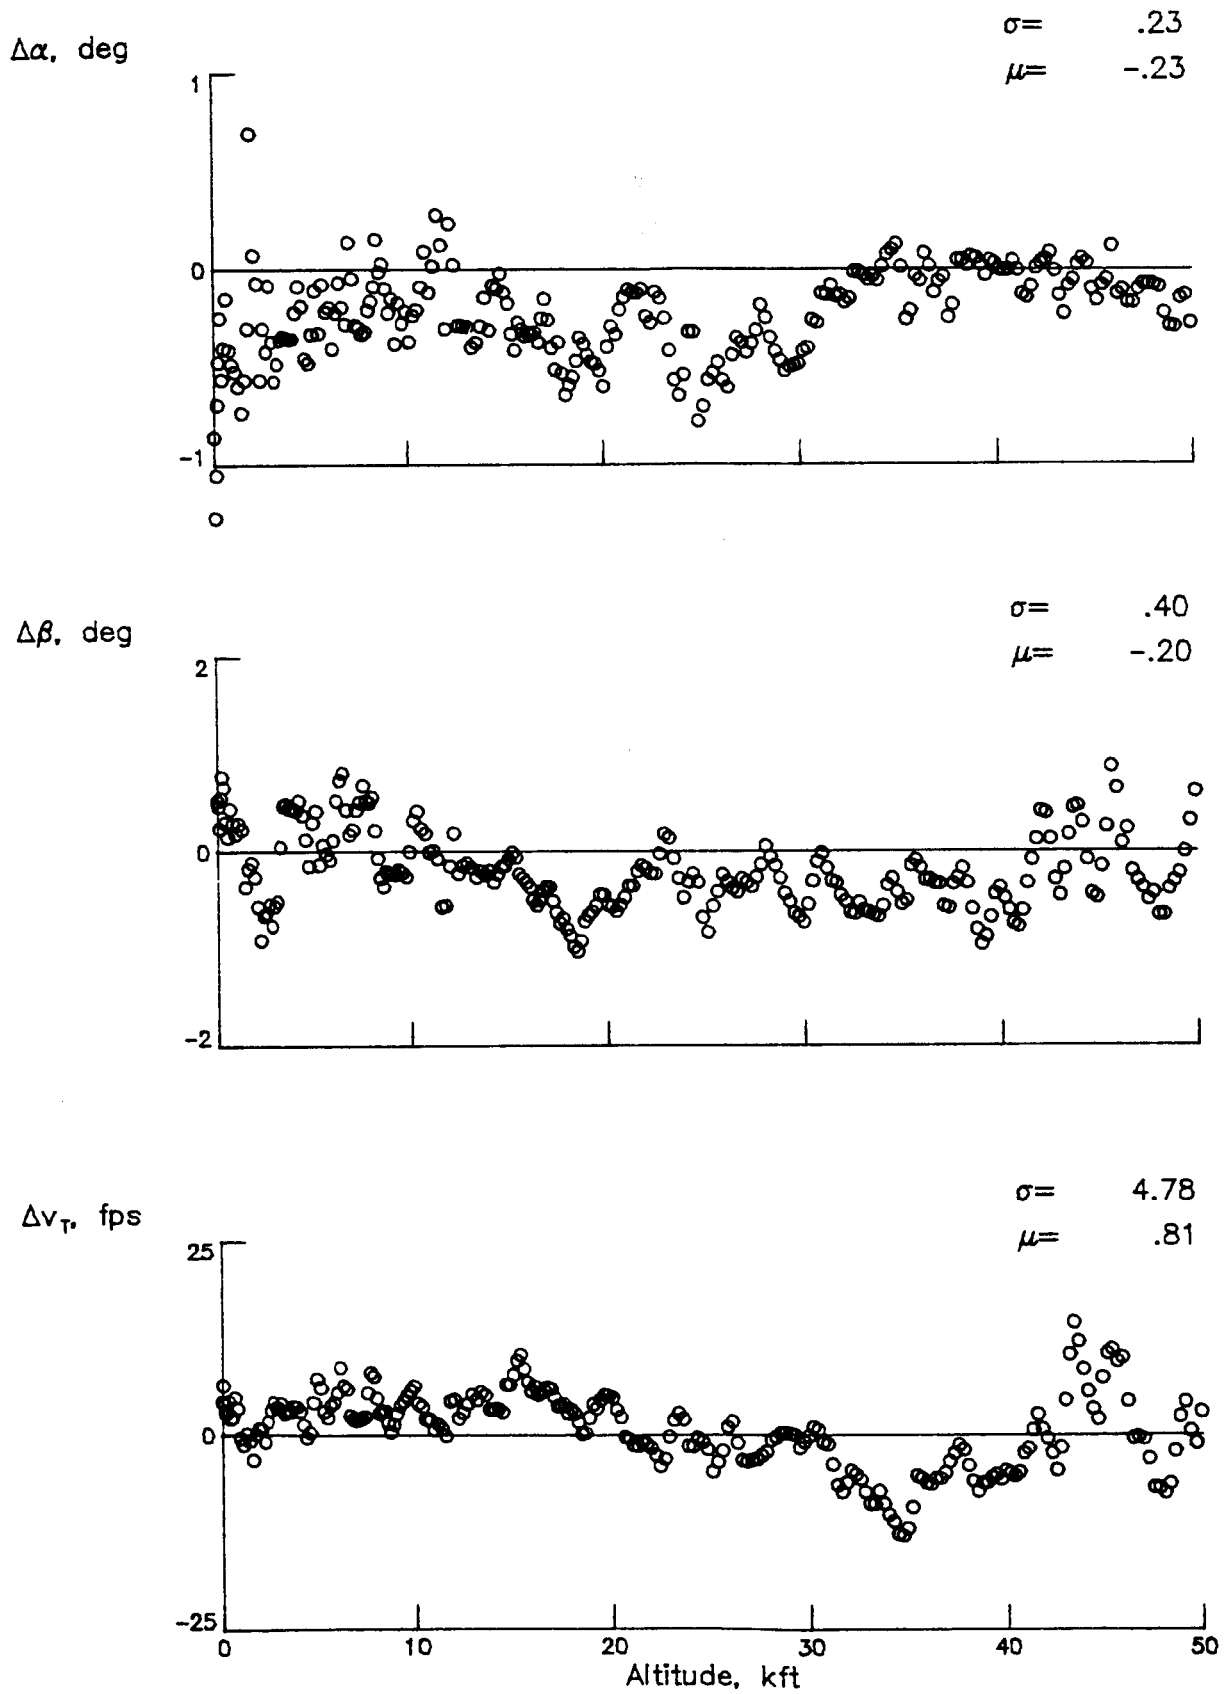 σ= .23
Δα, deg
μ= -.23
1
0
-1
σ= .40
Δβ, deg
μ= -.20
2
0
-2
σ= 4.78
Δv_T, fps
μ= .81
25
0
-25
0 10 20 30 40 50
Altitude, kft